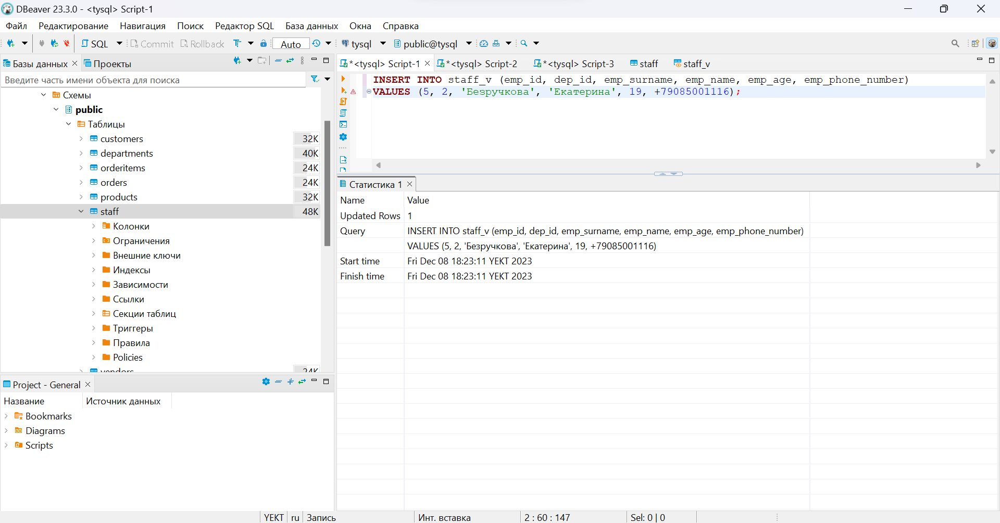 DBeaver 23.3.0 - <tysql> Script-1
Файл Редактирование Навигация Поиск Редактор SQL База данных Окна Справка
SQL Commit Rollback Auto tysql public@tysql
Базы данных Проекты
Введите часть имени объекта для поиска
Схемы
public
Таблицы
customers 32K
departments 40K
orderitems 24K
orders 24K
products 32K
staff 48K
Колонки
Ограничения
Внешние ключи
Индексы
Зависимости
Ссылки
Секции таблиц
Триггеры
Правила
Policies
vendors 24K
Project - General
Название Источник данных
Bookmarks
Diagrams
Scripts
*<tysql> Script-1 *<tysql> Script-2 *<tysql> Script-3 staff staff_v
INSERT INTO staff_v (emp_id, dep_id, emp_surname, emp_name, emp_age, emp_phone_number)
VALUES (5, 2, 'Безручкова', 'Екатерина', 19, +79085001116);
Статистика 1
Name Value
Updated Rows 1
Query INSERT INTO staff_v (emp_id, dep_id, emp_surname, emp_name, emp_age, emp_phone_number)
VALUES (5, 2, 'Безручкова', 'Екатерина', 19, +79085001116)
Start time Fri Dec 08 18:23:11 YEKT 2023
Finish time Fri Dec 08 18:23:11 YEKT 2023
YEKT ru Запись Инт. вставка 2 : 60 : 147 Sel: 0 | 0